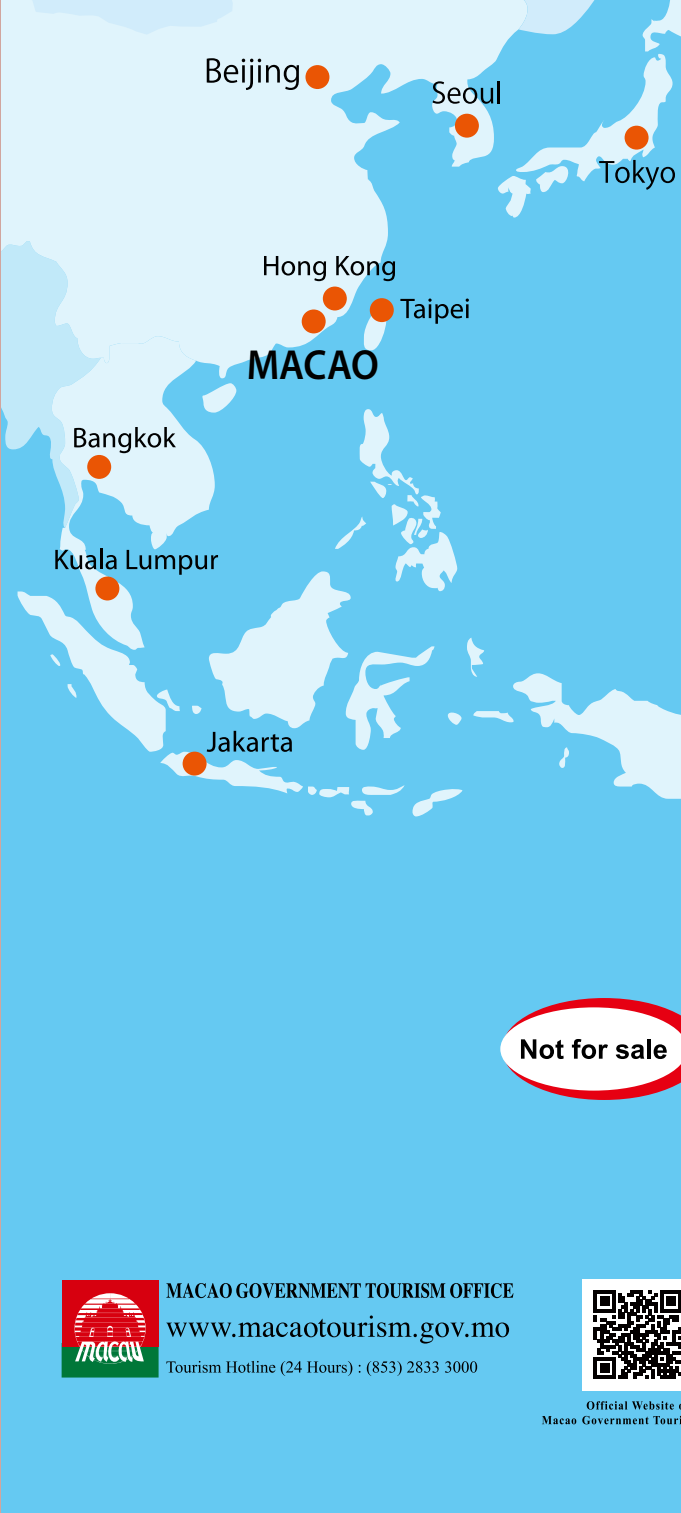 Beijing
Seoul
Tokyo
Hong Kong
Taipei
MACAO
Bangkok
Kuala Lumpur
Jakarta
Not for sale
MACAO GOVERNMENT TOURISM OFFICE
www.macaotourism.gov.mo
Tourism Hotline (24 Hours) : (853) 2833 3000
macau
Official Website
Macao Government